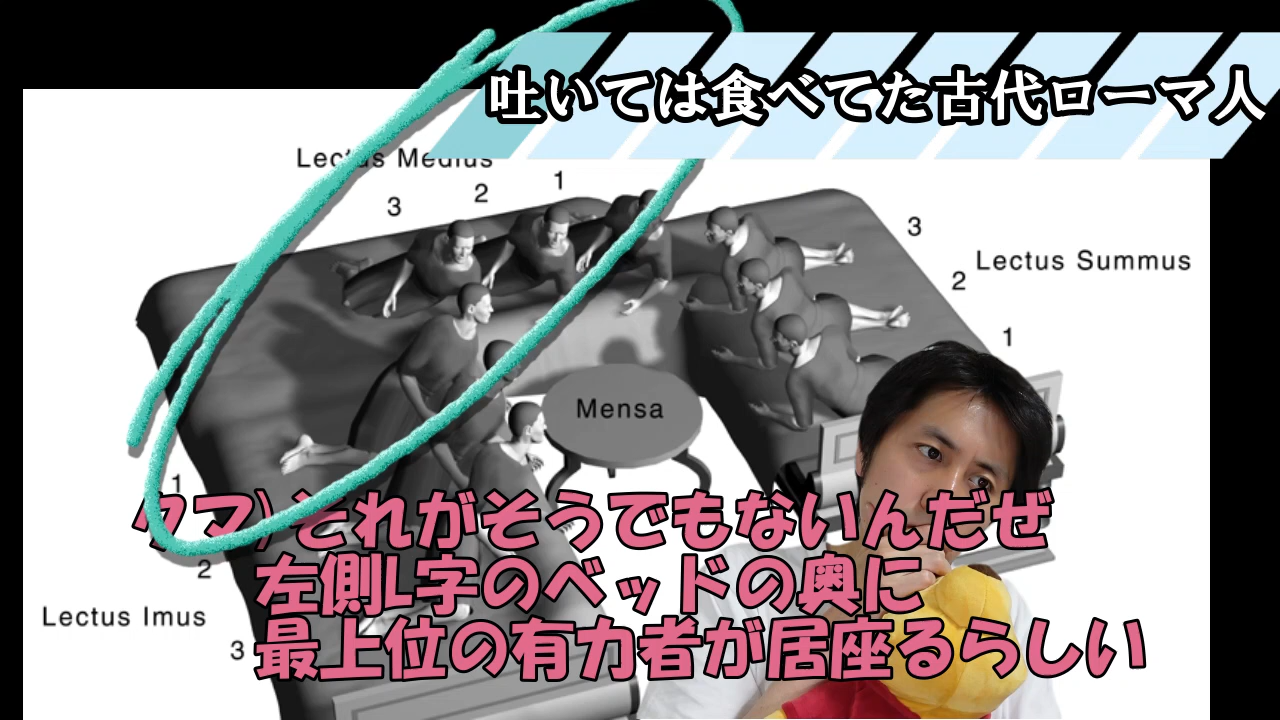 吐いては食べてた古代ローマ人
Lectus Medius
1
2
3
3
Lectus Summus
2
1
Mensa
1
クマ) それがそうでもないんだぜ
2
左側L字のベッドの奥に
Lectus Imus
3
最上位の有力者が居座るらしい